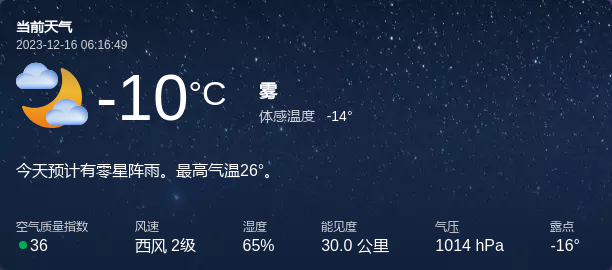 当前天气
2023-12-16 06:16:49
-10°C
雾
体感温度 -14°
今天预计有零星阵雨。最高气温26°。
空气质量指数 风速 湿度 能见度 气压 露点
36 西风 2级 65% 30.0 公里 1014 hPa -16°